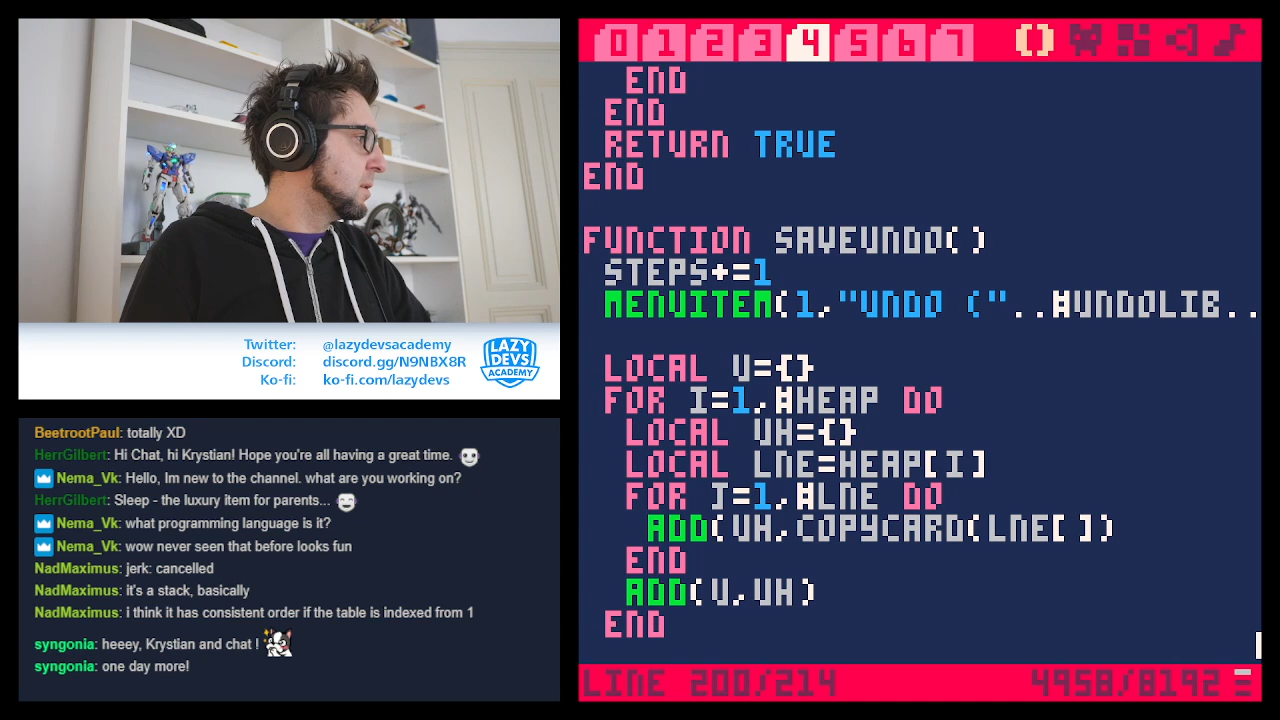 Twitter: @lazydevsacademy
Discord: discord.gg/N9NBX8R
Ko-fi: ko-fi.com/lazydevs
LAZY
DEVS
ACADEMY
BeetrootPaul: totally XD
HerrGilbert: Hi Chat, hi Krystian! Hope you're all having a great time.
Nema_Vk: Hello, Im new to the channel. what are you working on?
HerrGilbert: Sleep - the luxury item for parents...
Nema_Vk: what programming language is it?
Nema_Vk: wow never seen that before looks fun
NadMaximus: jerk: cancelled
NadMaximus: it's a stack, basically
NadMaximus: i think it has consistent order if the table is indexed from 1
syngonia: heeey, Krystian and chat !
syngonia: one day more!
0 1 2 3 4 5 6 7 ()
END
END
RETURN TRUE
END
FUNCTION SAVEUNDO()
STEPS+=1
MENUITEM(1,"UNDO ("..#UNDOLIB..
LOCAL U={}
FOR I=1,#HEAP DO
LOCAL UH={}
LOCAL LNE=HEAP[I]
FOR J=1,#LNE DO
ADD(UH,COPYCARD(LNE[ ])
END
ADD(U,UH)
END
LINE 200/214 4958/8192